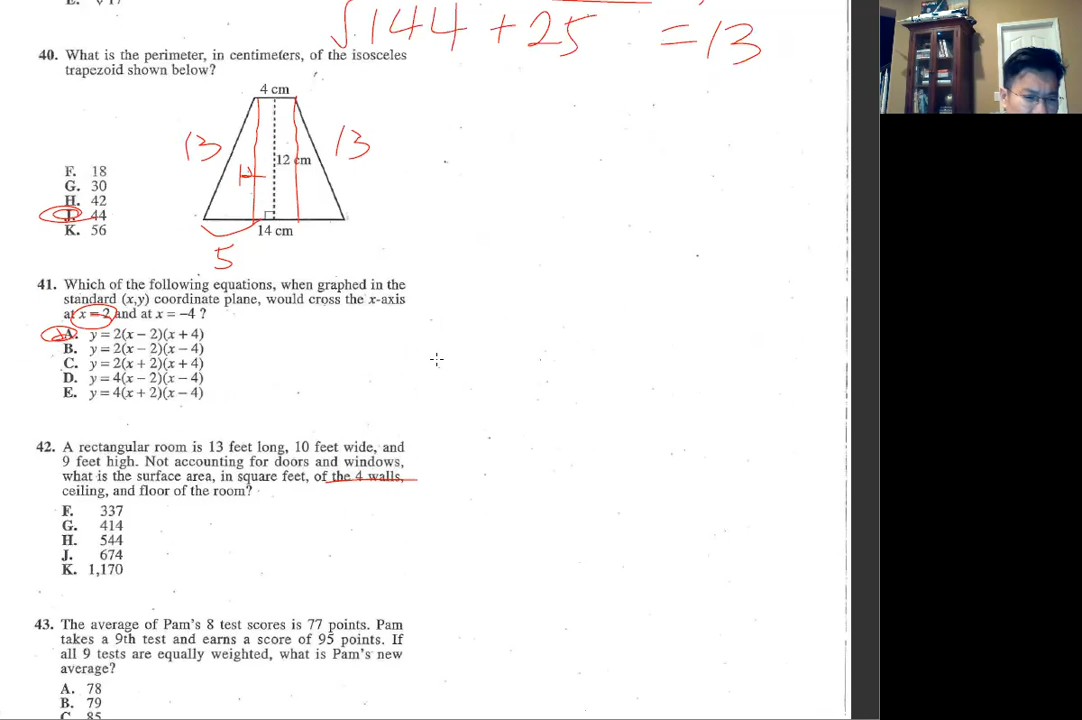 √144 + 25 = 13
40. What is the perimeter, in centimeters, of the isosceles
trapezoid shown below?
4 cm
13
13
12 cm
12
14 cm
5
F. 18
G. 30
H. 42
J. 44
K. 56
41. Which of the following equations, when graphed in the
standard (x,y) coordinate plane, would cross the x-axis
at x = 2 and at x = −4 ?
A. y = 2(x − 2)(x + 4)
B. y = 2(x − 2)(x − 4)
C. y = 2(x + 2)(x + 4)
D. y = 4(x − 2)(x − 4)
E. y = 4(x + 2)(x − 4)
42. A rectangular room is 13 feet long, 10 feet wide, and
9 feet high. Not accounting for doors and windows,
what is the surface area, in square feet, of the 4 walls,
ceiling, and floor of the room?
F. 337
G. 414
H. 544
J. 674
K. 1,170
43. The average of Pam's 8 test scores is 77 points. Pam
takes a 9th test and earns a score of 95 points. If
all 9 tests are equally weighted, what is Pam's new
average?
A. 78
B. 79
C. 85